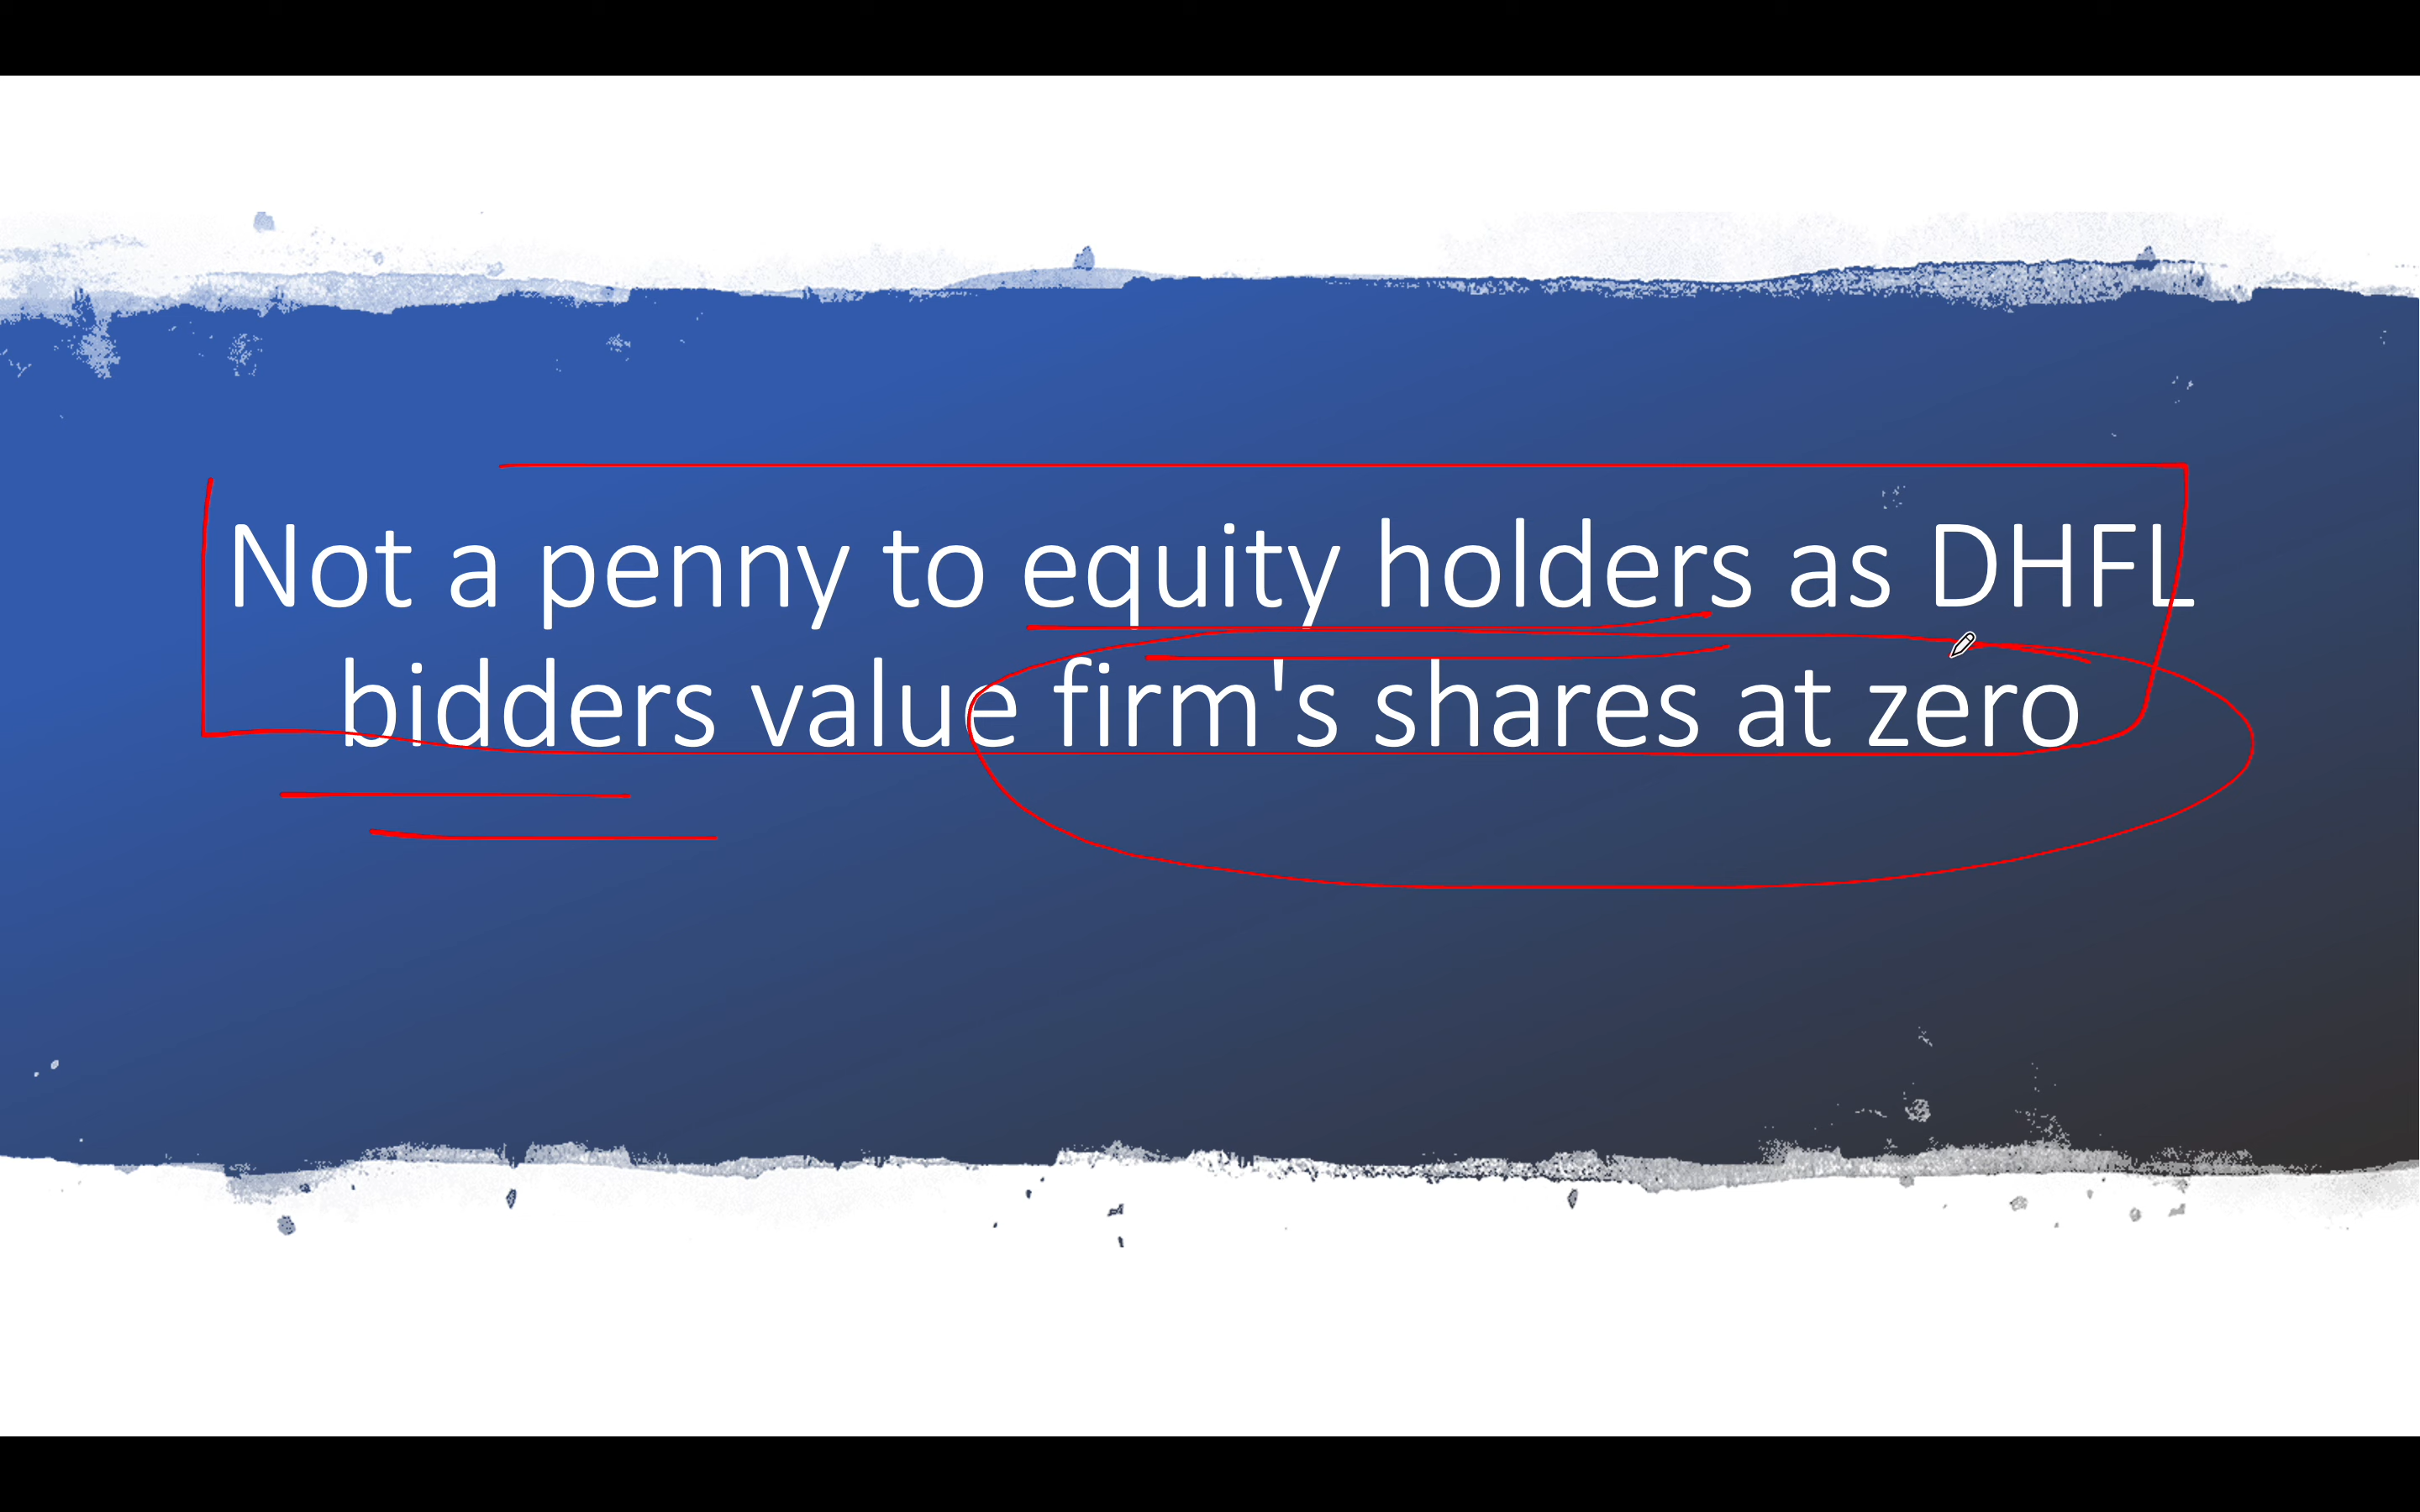 Not a penny to equity holders as DHFL
bidders value firm's shares at zero